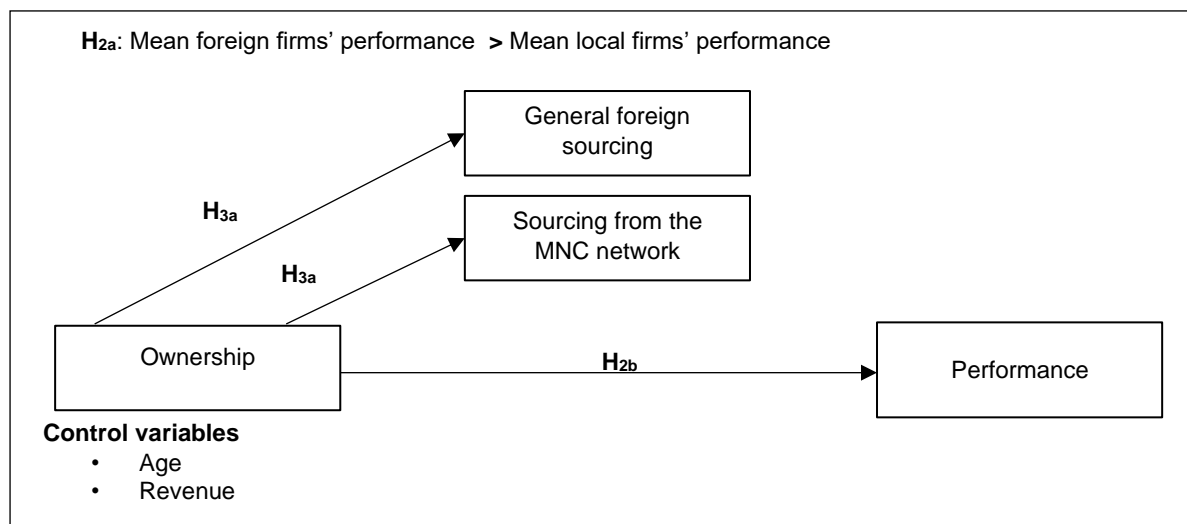 H2a: Mean foreign firms’ performance > Mean local firms’ performance
General foreign
sourcing
H3a
Sourcing from the
MNC network
H3a
Ownership
H2b
Performance
Control variables
• Age
• Revenue